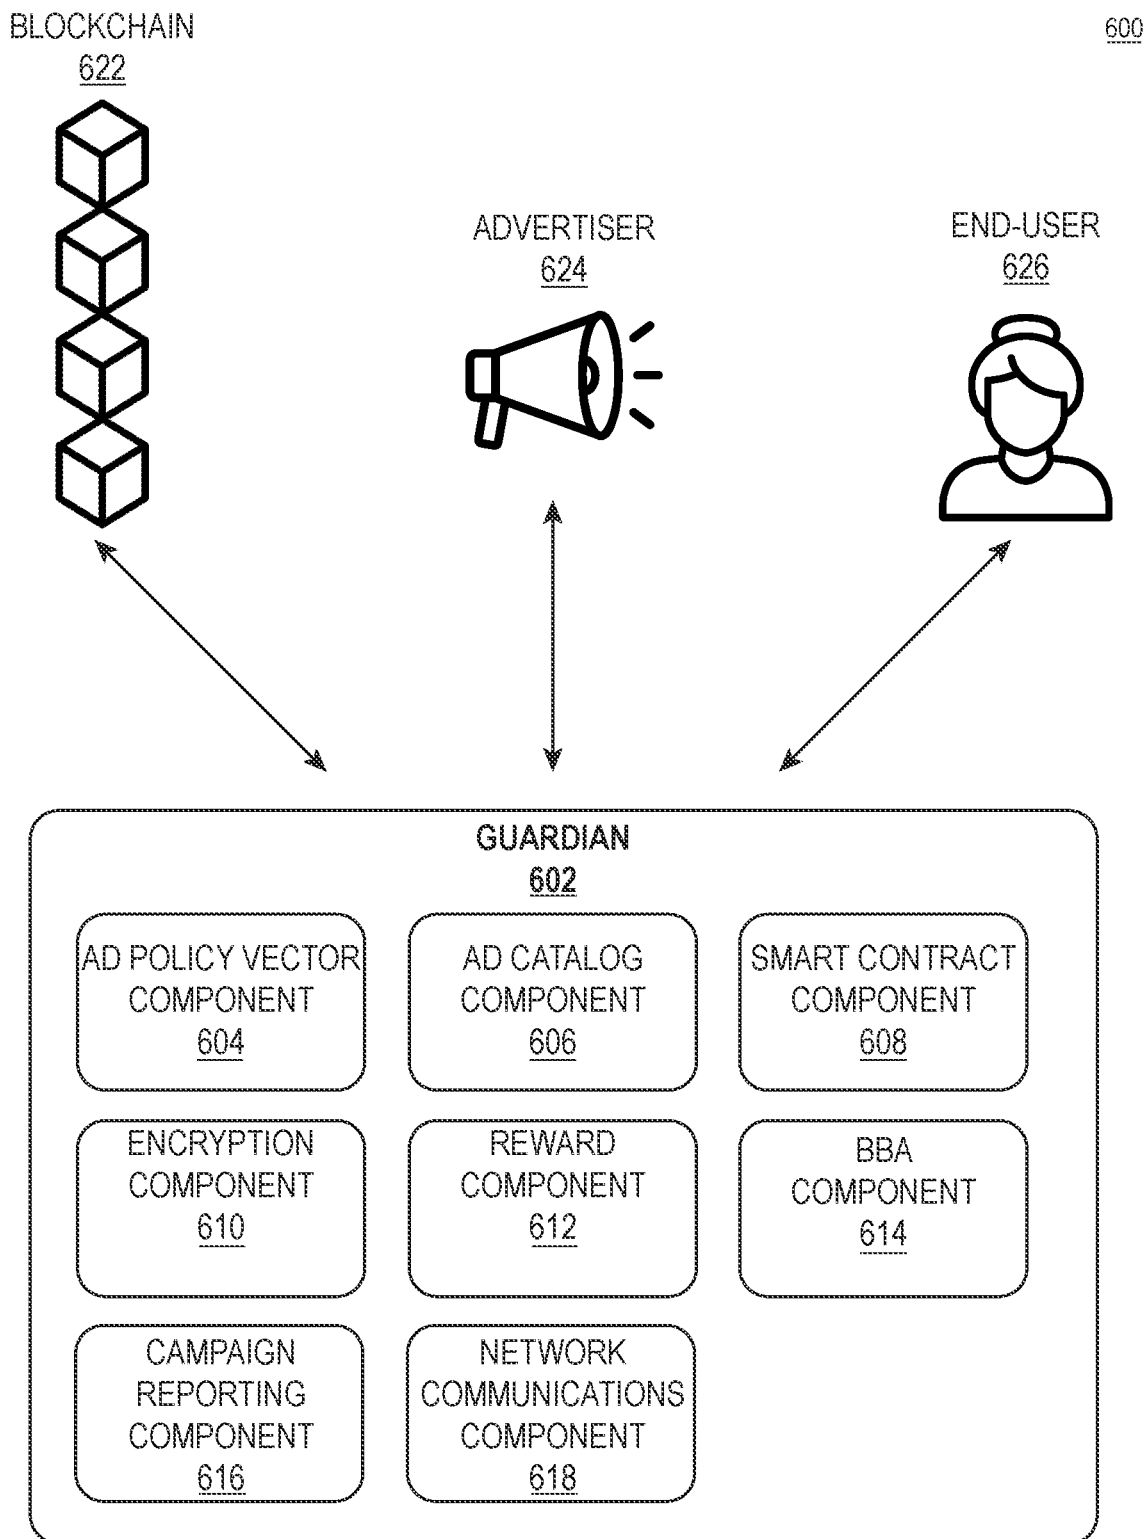 BLOCKCHAIN
622
600
ADVERTISER
624
END-USER
626
GUARDIAN
602
AD POLICY VECTOR
COMPONENT
604
AD CATALOG
COMPONENT
606
SMART CONTRACT
COMPONENT
608
ENCRYPTION
COMPONENT
610
REWARD
COMPONENT
612
BBA
COMPONENT
614
CAMPAIGN
REPORTING
COMPONENT
616
NETWORK
COMMUNICATIONS
COMPONENT
618